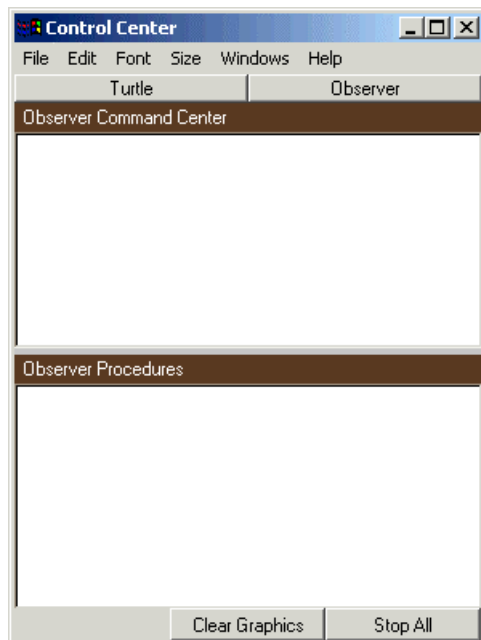 Control Center
File Edit Font Size Windows Help
Turtle Observer
Observer Command Center
Observer Procedures
Clear Graphics Stop All